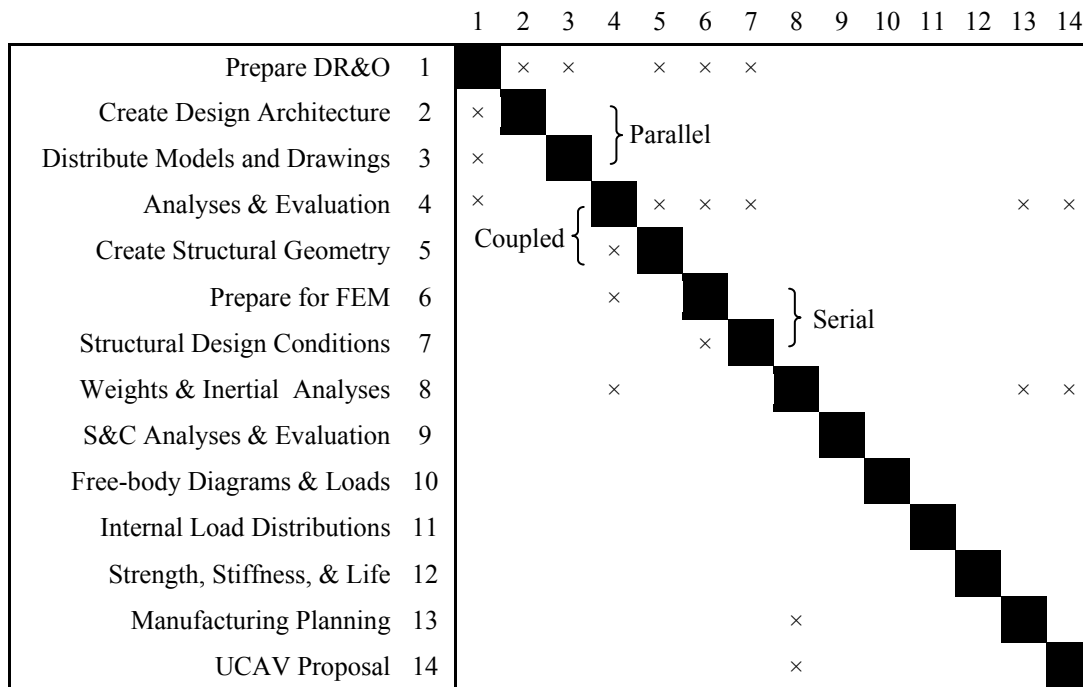 1 2 3 4 5 6 7 8 9 10 11 12 13 14
Prepare DR&O 1 × × × × ×
Create Design Architecture 2 ×
Parallel
Distribute Models and Drawings 3 ×
Analyses & Evaluation 4 × × × × × ×
Coupled
Create Structural Geometry 5 ×
Prepare for FEM 6 ×
Serial
Structural Design Conditions 7 ×
Weights & Inertial Analyses 8 × × ×
S&C Analyses & Evaluation 9
Free-body Diagrams & Loads 10
Internal Load Distributions 11
Strength, Stiffness, & Life 12
Manufacturing Planning 13 ×
UCAV Proposal 14 ×